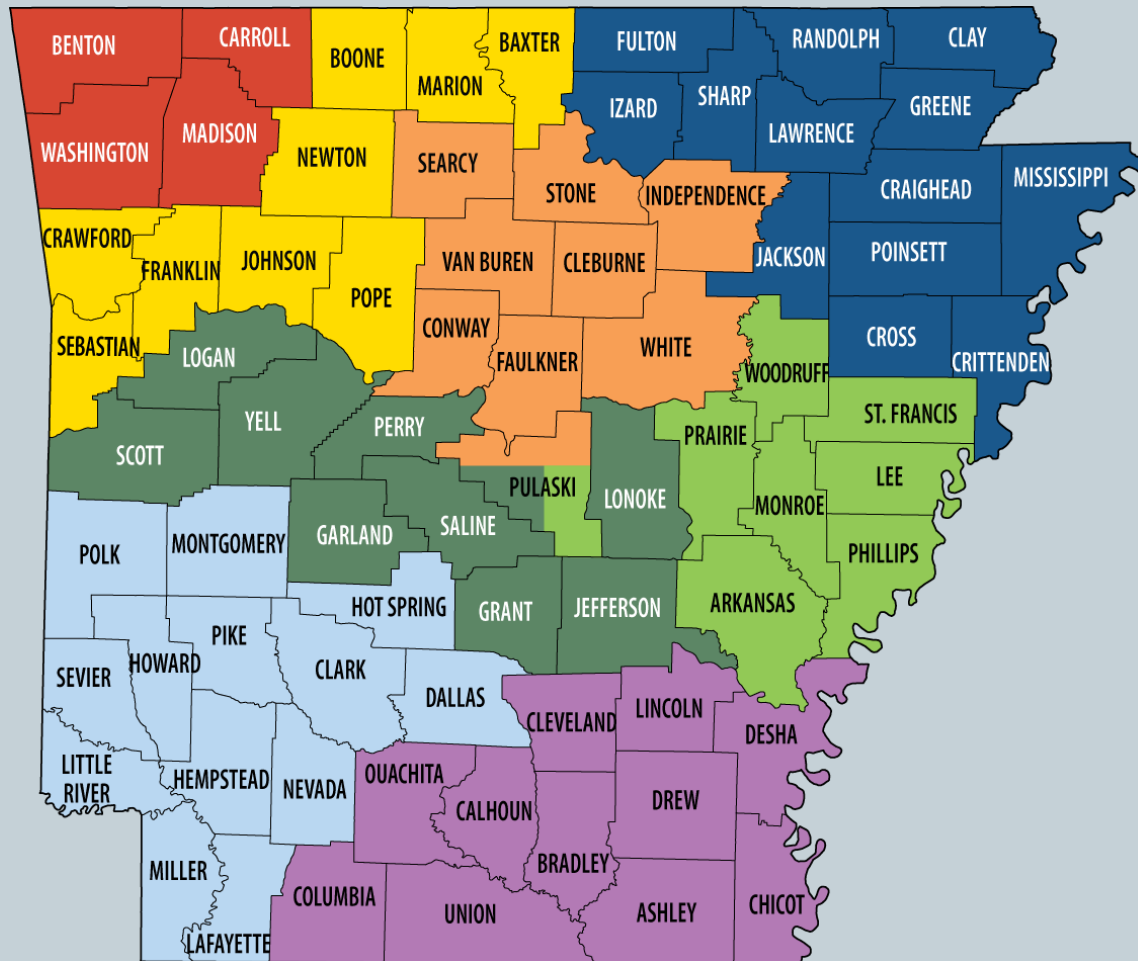 BENTON
CARROLL
BOONE
MARION
BAXTER
FULTON
RANDOLPH
CLAY
IZARD
SHARP
GREENE
WASHINGTON
MADISON
NEWTON
SEARCY
STONE
INDEPENDENCE
LAWRENCE
CRAIGHEAD
MISSISSIPPI
CRAWFORD
FRANKLIN
JOHNSON
POPE
VAN BUREN
CLEBURNE
JACKSON
POINSETT
SEBASTIAN
LOGAN
CONWAY
FAULKNER
WHITE
WOODRUFF
CROSS
CRITTENDEN
SCOTT
YELL
PERRY
PULASKI
LONOKE
PRAIRIE
ST. FRANCIS
LEE
MONROE
POLK
MONTGOMERY
GARLAND
SALINE
PHILLIPS
HOT SPRING
GRANT
JEFFERSON
ARKANSAS
SEVIER
HOWARD
PIKE
CLARK
DALLAS
CLEVELAND
LINCOLN
DESHA
LITTLE
RIVER
HEMPSTEAD
NEVADA
OUACHITA
CALHOUN
DREW
BRADLEY
MILLER
LAFAYETTE
COLUMBIA
UNION
ASHLEY
CHICOT